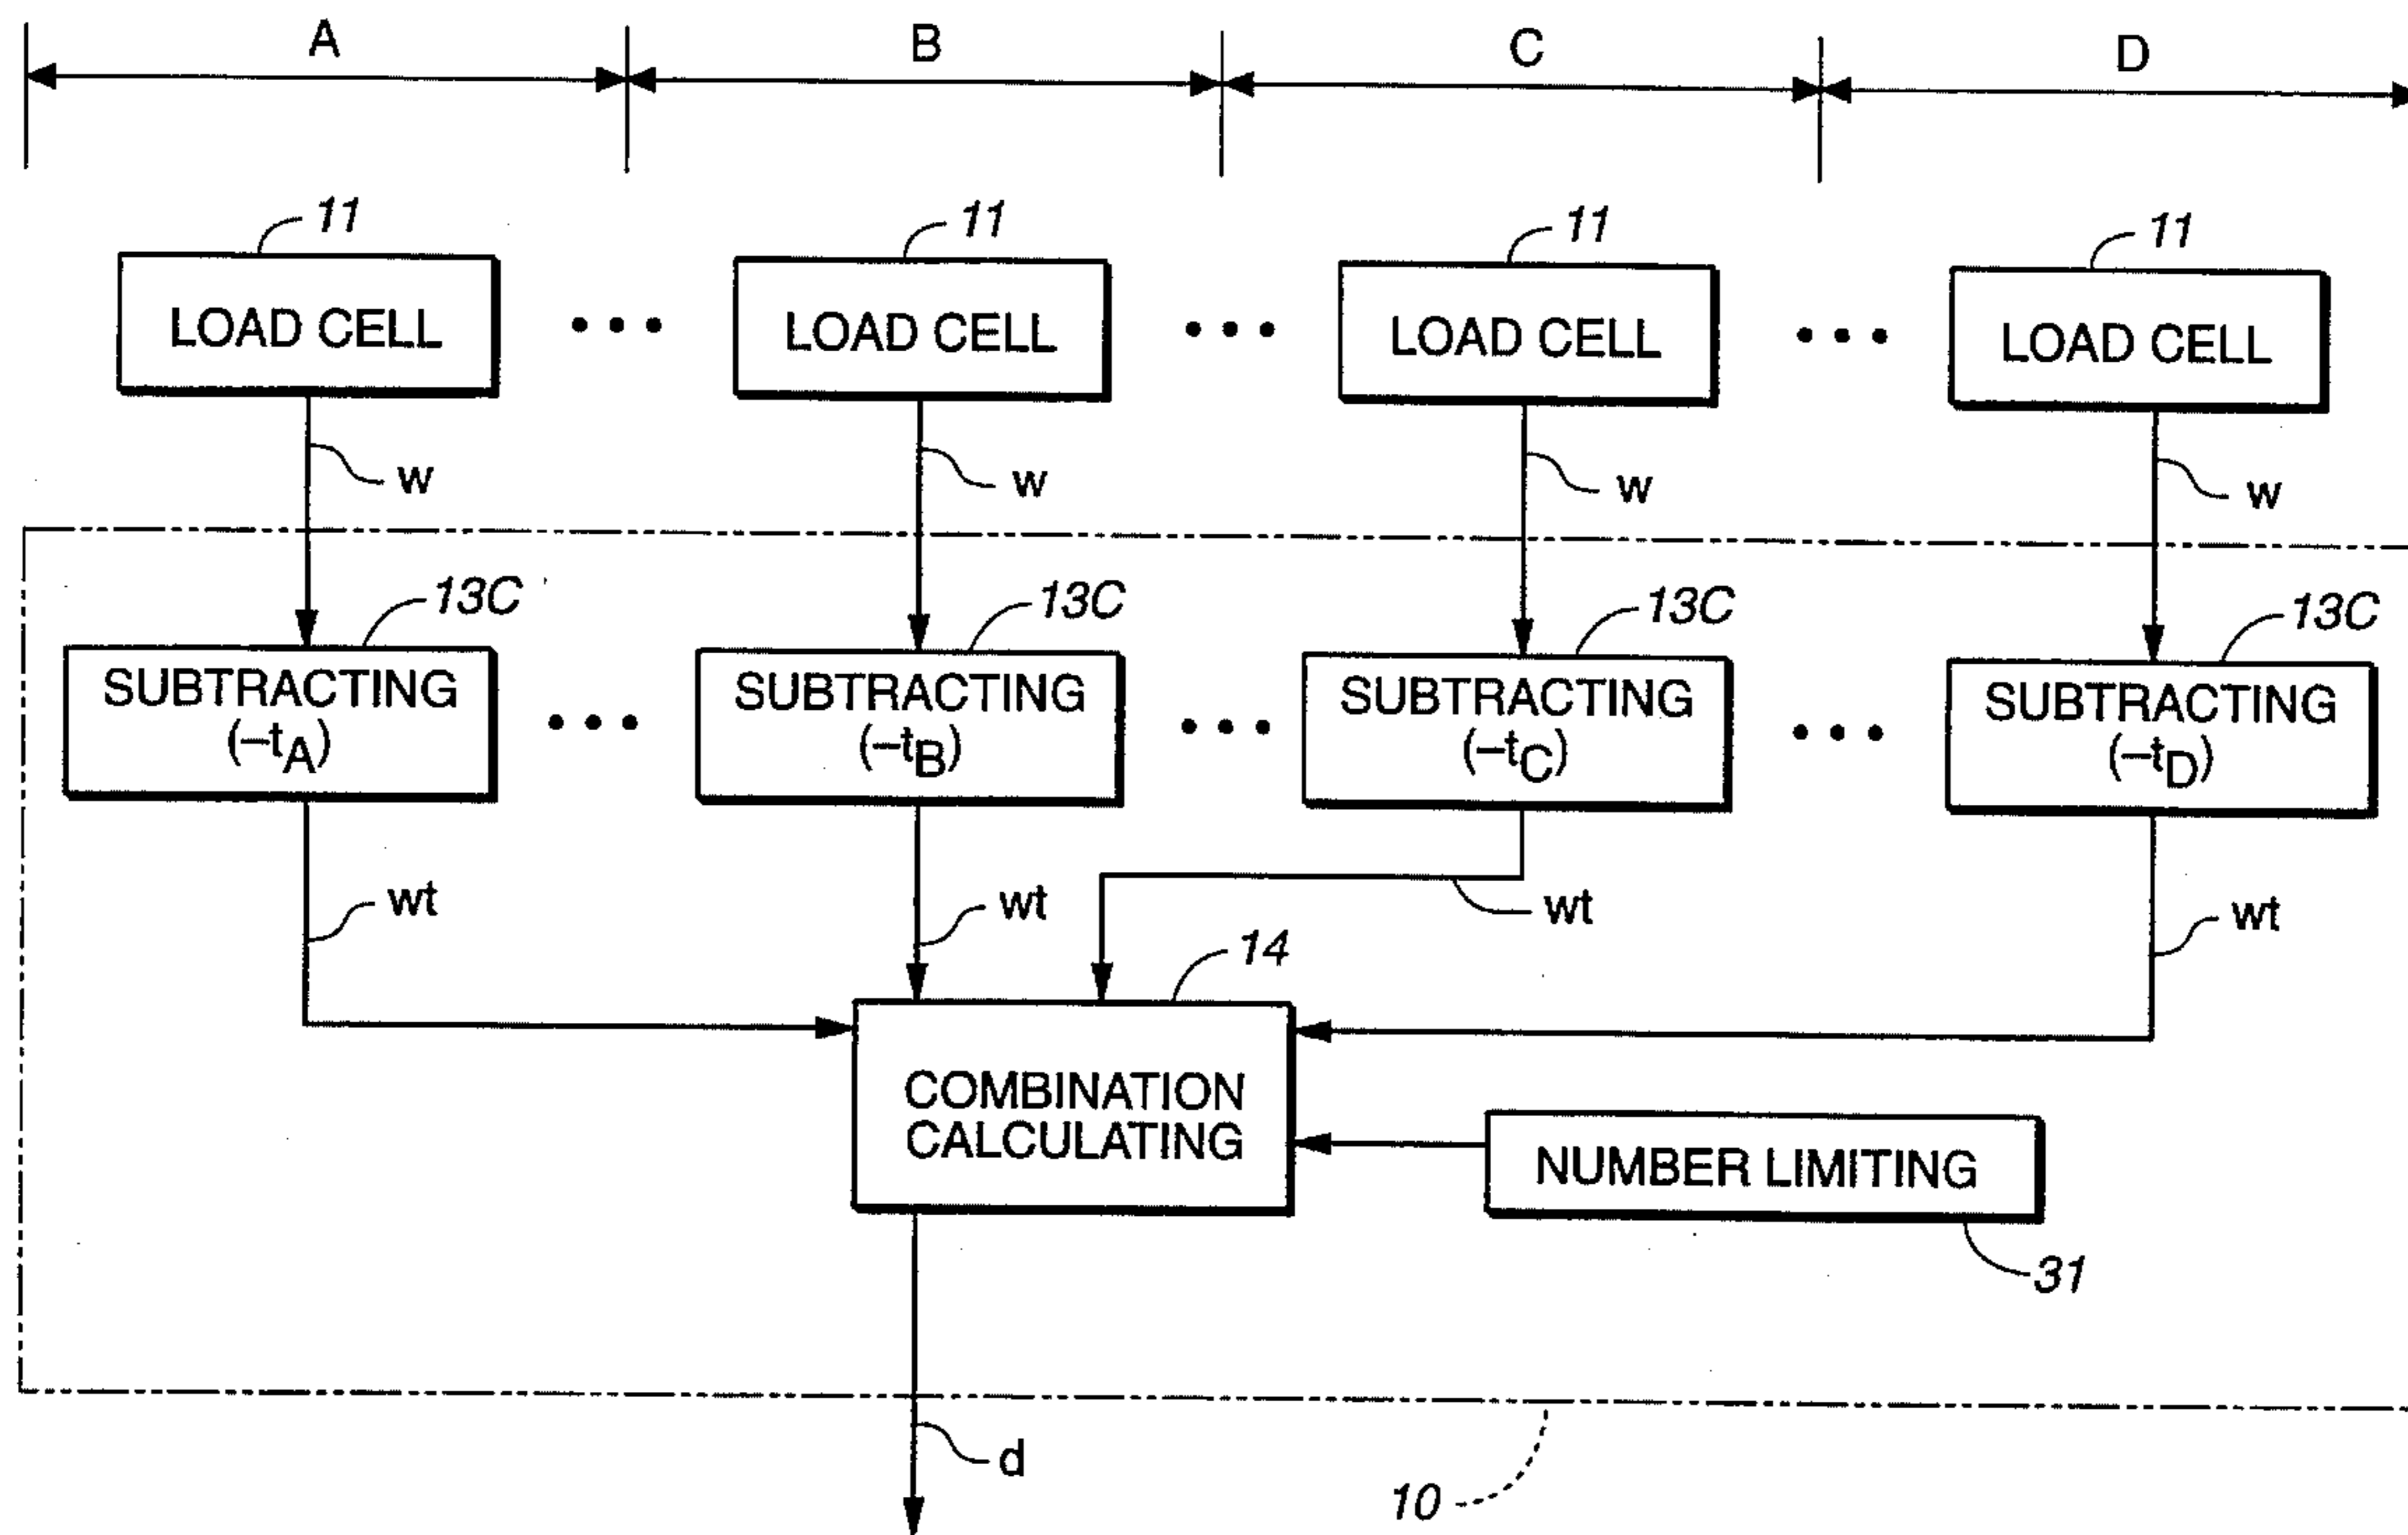 A B C D
11 11 11 11
LOAD CELL LOAD CELL LOAD CELL LOAD CELL
w w w w
13C 13C 13C 13C
SUBTRACTING SUBTRACTING SUBTRACTING SUBTRACTING
(–tA) (–tB) (–tC) (–tD)
wt wt wt wt
14
COMBINATION
CALCULATING
NUMBER LIMITING
31
d
10